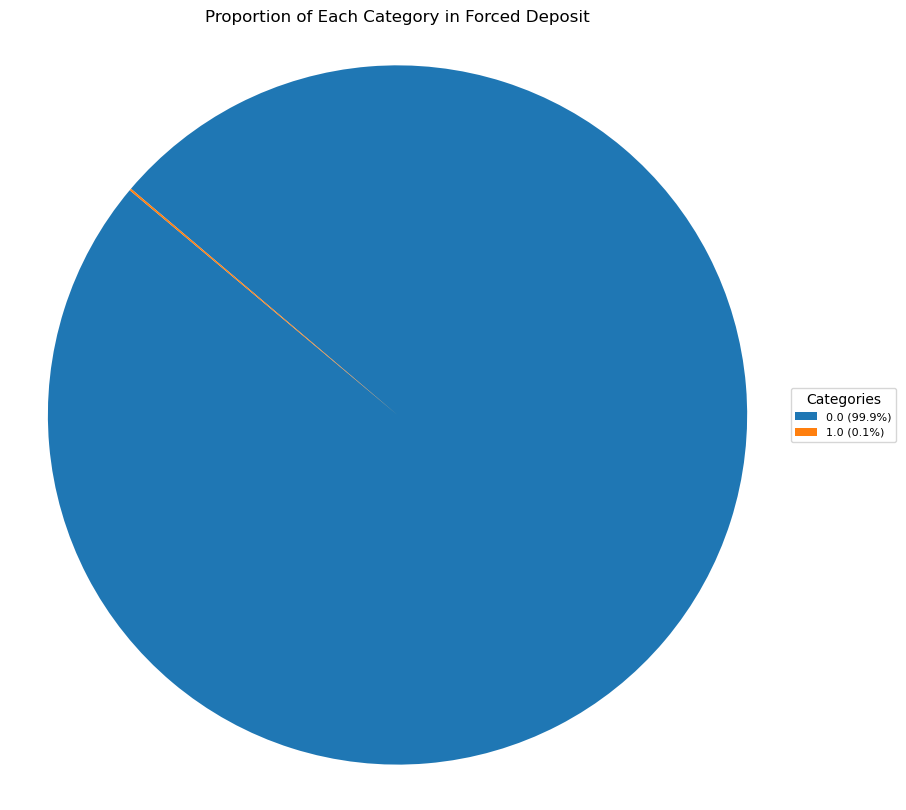 Proportion of Each Category in Forced Deposit
Categories
0.0 (99.9%)
1.0 (0.1%)